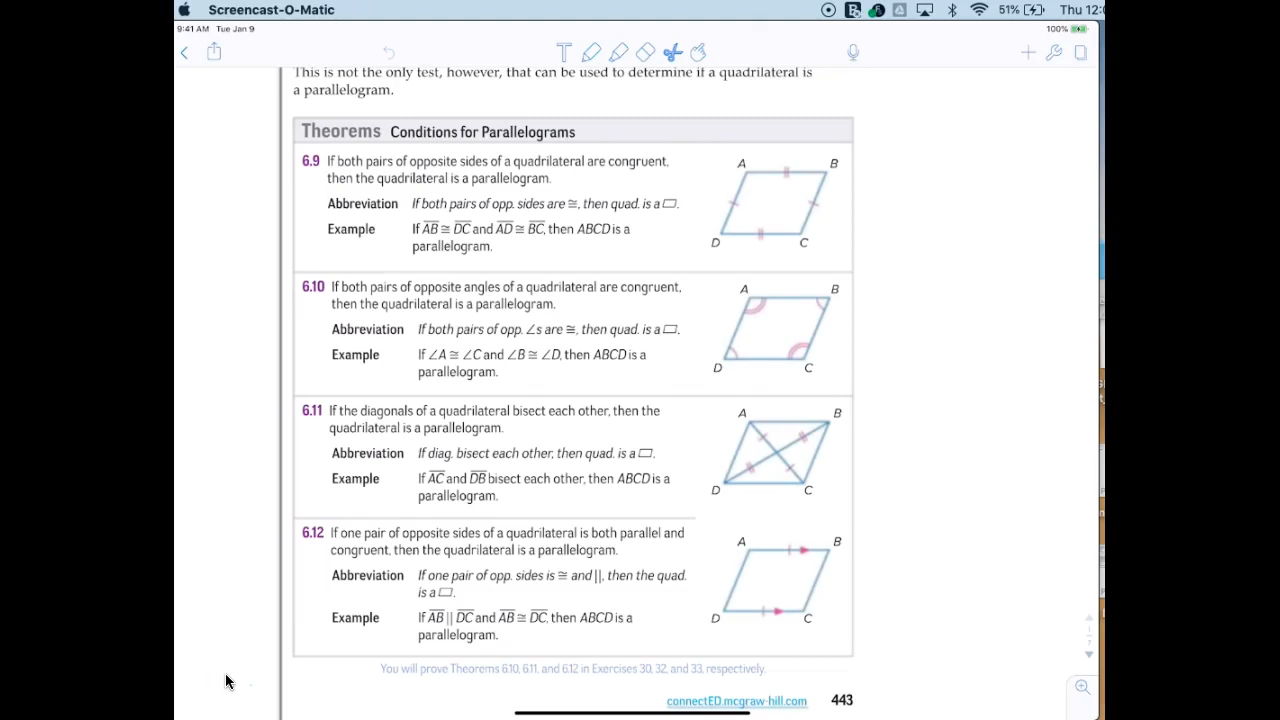 Screencast-O-Matic
51%
Thu 12:0
9:41 AM Tue Jan 9
100%
This is not the only test, however, that can be used to determine if a quadrilateral is
a parallelogram.
Theorems Conditions for Parallelograms
6.9 If both pairs of opposite sides of a quadrilateral are congruent,
then the quadrilateral is a parallelogram.
Abbreviation If both pairs of opp. sides are ≅, then quad. is a ▱.
Example If A̅B̅ ≅ D̅C̅ and A̅D̅ ≅ B̅C̅, then ABCD is a
parallelogram.
A B
D C
6.10 If both pairs of opposite angles of a quadrilateral are congruent,
then the quadrilateral is a parallelogram.
Abbreviation If both pairs of opp. ∠s are ≅, then quad. is a ▱.
Example If ∠A ≅ ∠C and ∠B ≅ ∠D, then ABCD is a
parallelogram.
A B
D C
6.11 If the diagonals of a quadrilateral bisect each other, then the
quadrilateral is a parallelogram.
Abbreviation If diag. bisect each other, then quad. is a ▱.
Example If A̅C̅ and D̅B̅ bisect each other, then ABCD is a
parallelogram.
A B
D C
6.12 If one pair of opposite sides of a quadrilateral is both parallel and
congruent, then the quadrilateral is a parallelogram.
Abbreviation If one pair of opp. sides is ≅ and ||, then the quad.
is a ▱.
Example If A̅B̅ || D̅C̅ and A̅B̅ ≅ D̅C̅, then ABCD is a
parallelogram.
A B
D C
You will prove Theorems 6.10, 6.11, and 6.12 in Exercises 30, 32, and 33, respectively.
connectED.mcgraw-hill.com 443